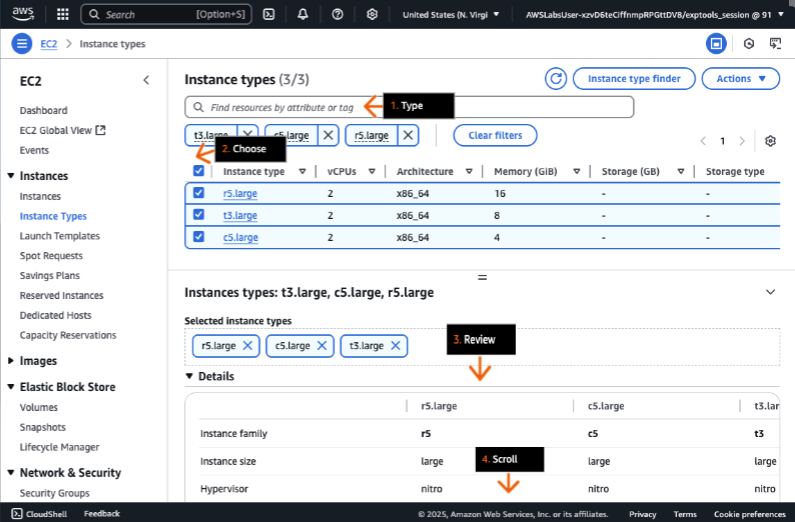 aws Search [Option+S] United States (N. Virgi AWSLabsUser-xzvD6teCiffnmpRPGttDV8/exptools_session @ 91
EC2 > Instance types
EC2
Dashboard
EC2 Global View
Events
Instances
Instances
Instance Types
Launch Templates
Spot Requests
Savings Plans
Reserved Instances
Dedicated Hosts
Capacity Reservations
Images
Elastic Block Store
Volumes
Snapshots
Lifecycle Manager
Network & Security
Security Groups
Instance types (3/3) Instance type finder Actions
Find resources by attribute or tag 1. Type
t3.large c5.large r5.large Clear filters
2. Choose 1
Instance type vCPUs Architecture Memory (GiB) Storage (GB) Storage type
r5.large 2 x86_64 16 - -
t3.large 2 x86_64 8 - -
c5.large 2 x86_64 4 - -
Instances types: t3.large, c5.large, r5.large
Selected instance types
r5.large c5.large t3.large 3. Review
Details
r5.large c5.large t3.lar
Instance family r5 c5 t3
Instance size large large large
4. Scroll
Hypervisor nitro nitro nitro
CloudShell Feedback © 2025, Amazon Web Services, Inc. or its affiliates. Privacy Terms Cookie preferences